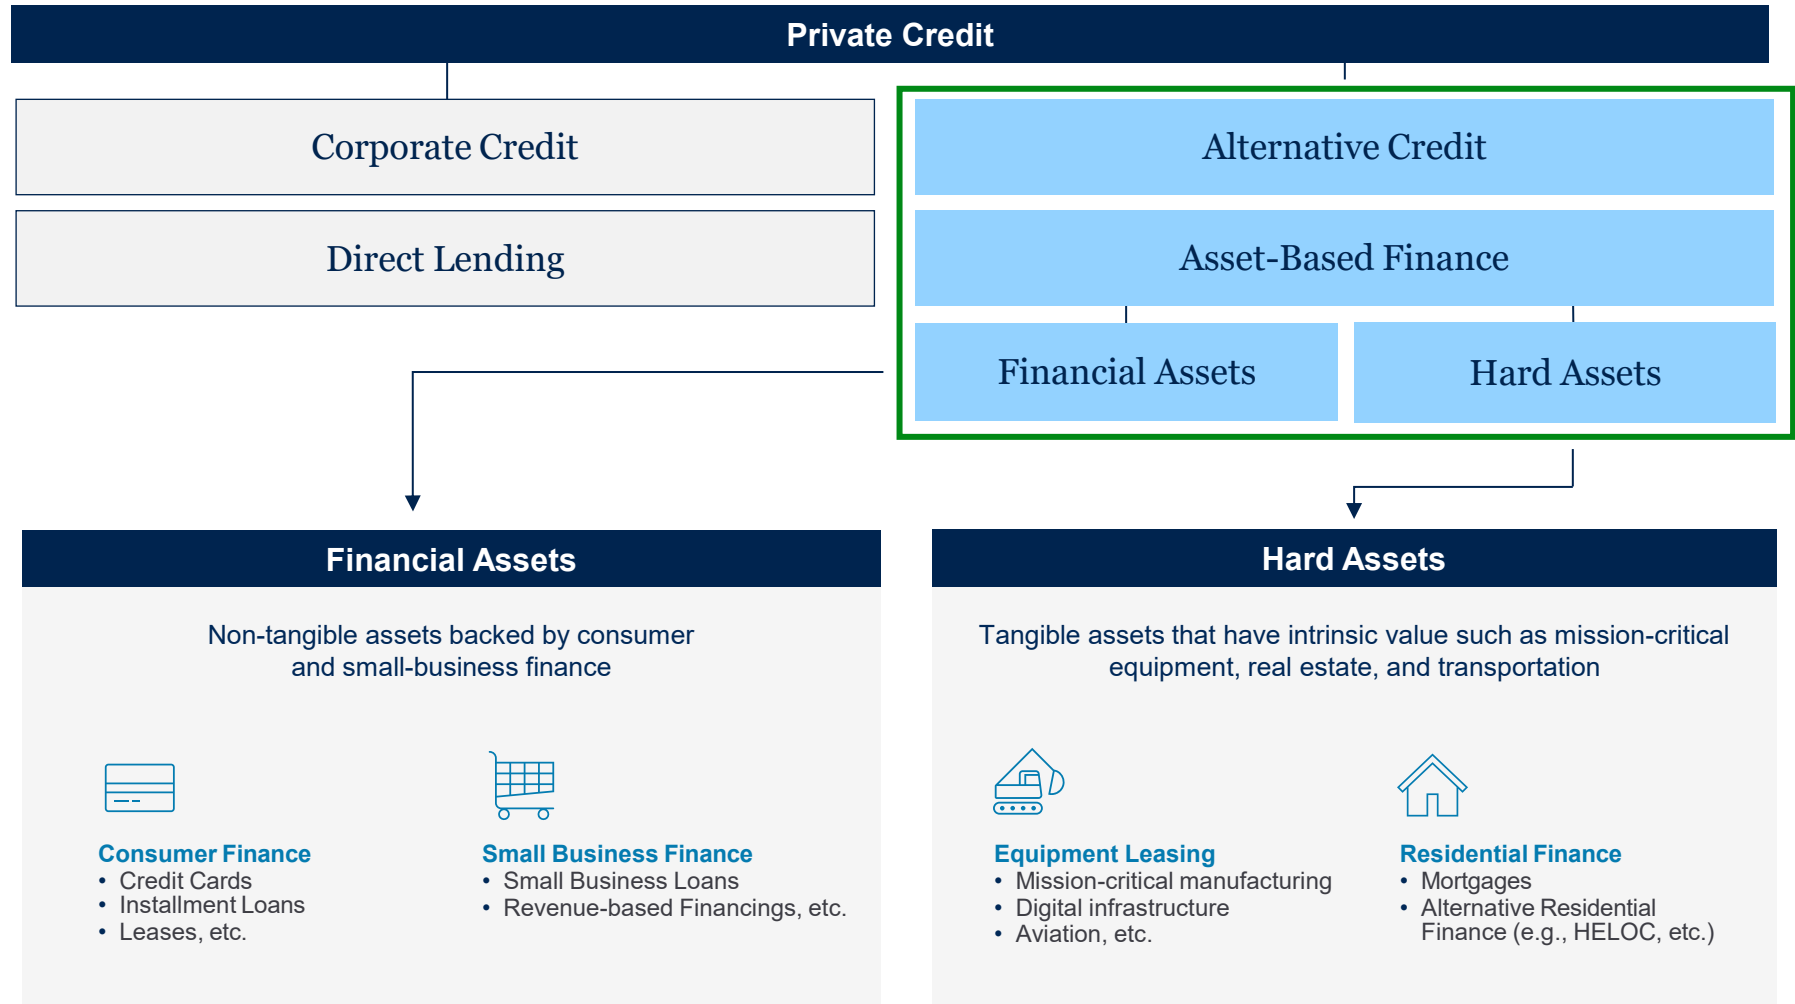 Private Credit
Corporate Credit
Alternative Credit
Direct Lending
Asset-Based Finance
Financial Assets
Hard Assets
Financial Assets
Non-tangible assets backed by consumer
and small-business finance
Consumer Finance
• Credit Cards
• Installment Loans
• Leases, etc.
Small Business Finance
• Small Business Loans
• Revenue-based Financings, etc.
Hard Assets
Tangible assets that have intrinsic value such as mission-critical
equipment, real estate, and transportation
Equipment Leasing
• Mission-critical manufacturing
• Digital infrastructure
• Aviation, etc.
Residential Finance
• Mortgages
• Alternative Residential
Finance (e.g., HELOC, etc.)